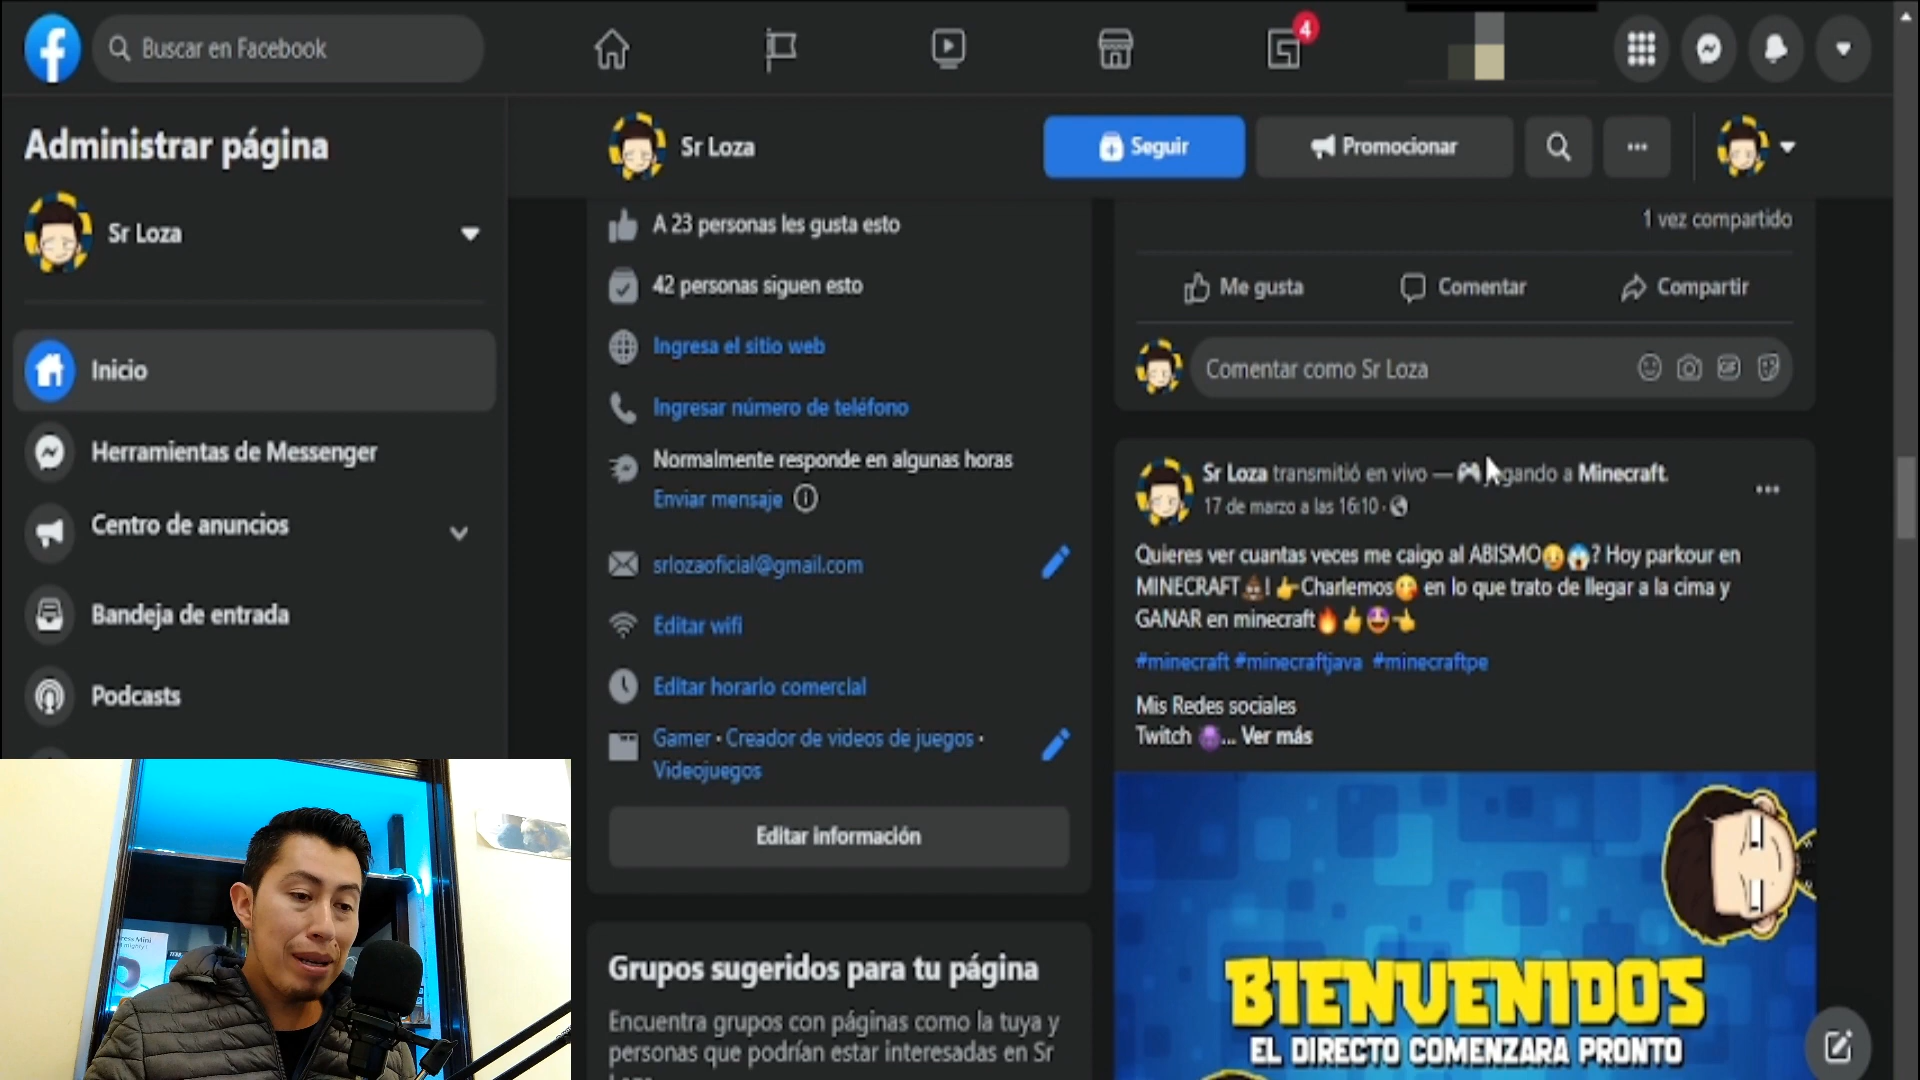 Buscar en Facebook
4
Administrar página
Sr Loza
Inicio
Herramientas de Messenger
Centro de anuncios
Bandeja de entrada
Podcasts
Sr Loza
Seguir
Promocionar
A 23 personas les gusta esto
42 personas siguen esto
Ingresa el sitio web
Ingresar número de teléfono
Normalmente responde en algunas horas
Enviar mensaje
srlozaoficial@gmail.com
Editar wifi
Editar horario comercial
Gamer · Creador de videos de juegos ·
Videojuegos
Editar información
Grupos sugeridos para tu página
Encuentra grupos con páginas como la tuya y
personas que podrían estar interesadas en Sr
1 vez compartido
Me gusta
Comentar
Compartir
Comentar como Sr Loza
GIF
Sr Loza transmitió en vivo — 🎮 jugando a Minecraft.
17 de marzo a las 16:10 ·
Quieres ver cuantas veces me caigo al ABISMO😥😱? Hoy parkour en
MINECRAFT💩! 👉Charlemos😘 en lo que trato de llegar a la cima y
GANAR en minecraft🔥👍🤩👈
#minecraft #minecraftjava #minecraftpe
Mis Redes sociales
Twitch 😈... Ver más
BIENVENIDOS
EL DIRECTO COMENZARA PRONTO